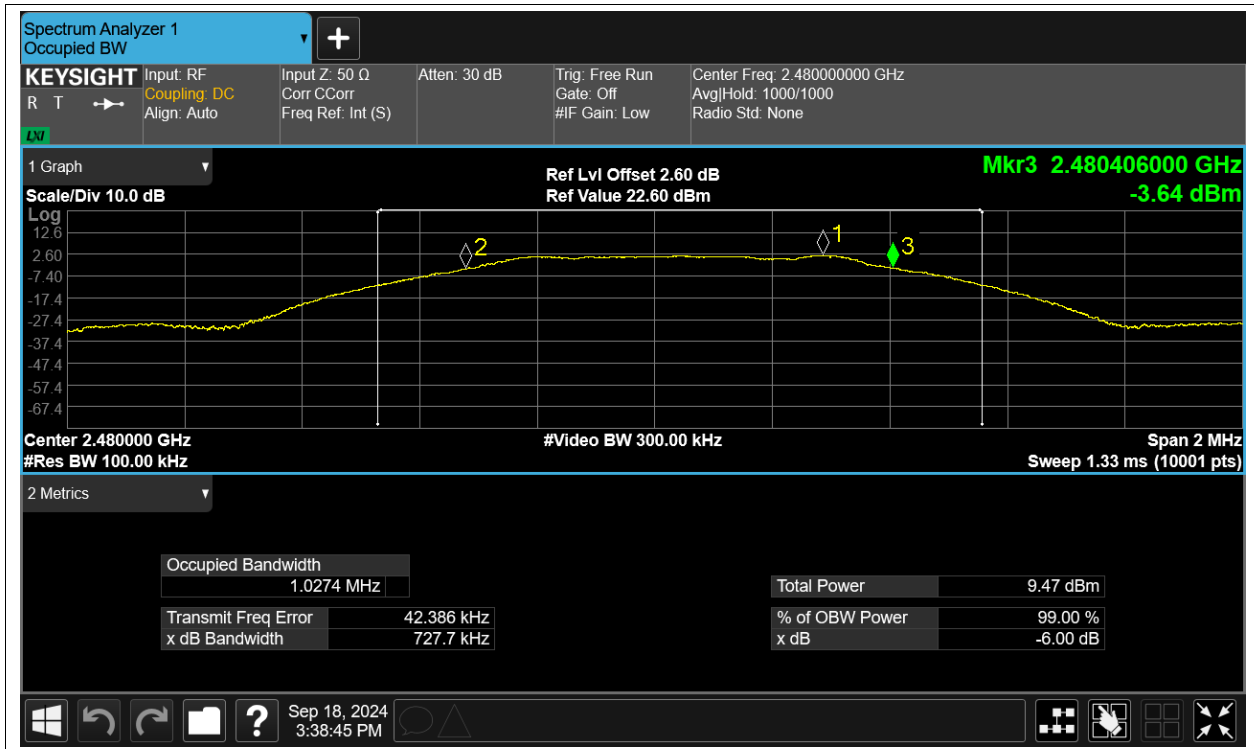 Spectrum Analyzer 1
Occupied BW
+
KEYSIGHT Input: RF Input Z: 50 Ω Atten: 30 dB Trig: Free Run Center Freq: 2.480000000 GHz
R T Coupling: DC Corr CCorr Gate: Off Avg|Hold: 1000/1000
Align: Auto Freq Ref: Int (S) #IF Gain: Low Radio Std: None
LXI
1 Graph Ref Lvl Offset 2.60 dB Mkr3 2.480406000 GHz
Scale/Div 10.0 dB Ref Value 22.60 dBm -3.64 dBm
Log
12.6
2.60
-7.40
-17.4
-27.4
-37.4
-47.4
-57.4
-67.4
2 1 3
Center 2.480000 GHz #Video BW 300.00 kHz Span 2 MHz
#Res BW 100.00 kHz Sweep 1.33 ms (10001 pts)
2 Metrics
Occupied Bandwidth
1.0274 MHz Total Power 9.47 dBm
Transmit Freq Error 42.386 kHz % of OBW Power 99.00 %
x dB Bandwidth 727.7 kHz x dB -6.00 dB
? Sep 18, 2024
3:38:45 PM